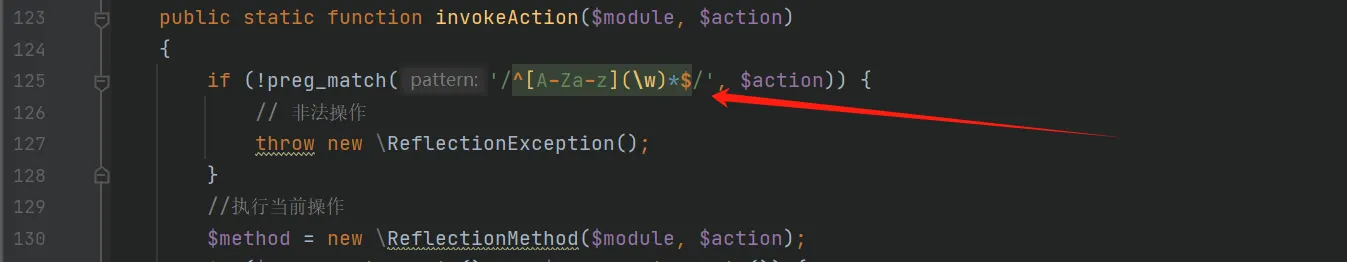 123 public static function invokeAction($module, $action)
124 {
125 if (!preg_match( pattern: '/^[A-Za-z](\w)*$/', $action)) {
126 // 非法操作
127 throw new \ReflectionException();
128 }
129 //执行当前操作
130 $method = new \ReflectionMethod($module, $action);